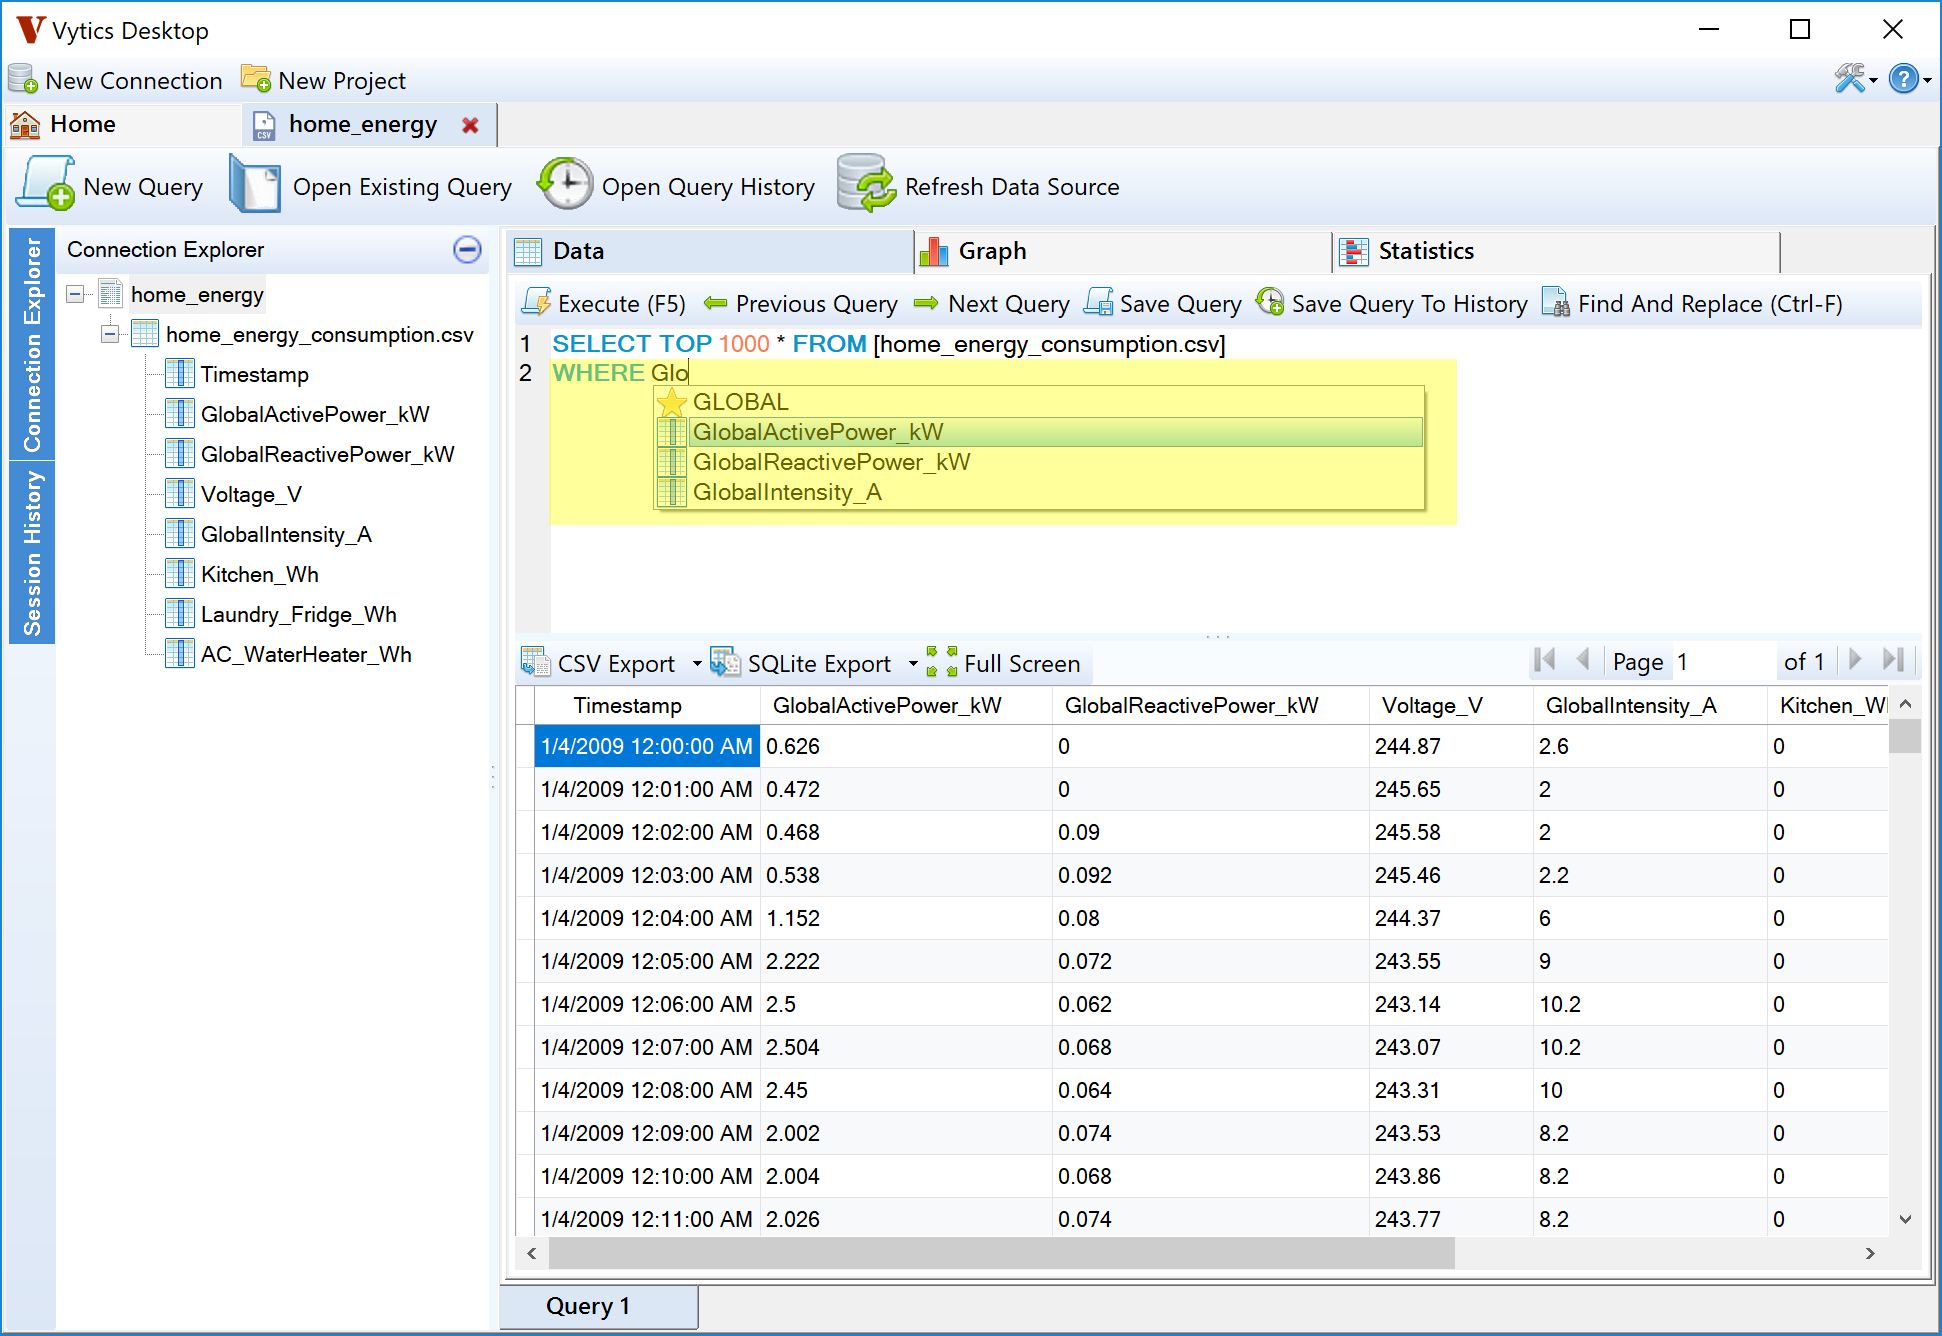 Vytics Desktop
New Connection New Project
Home home_energy
CSV
New Query Open Existing Query Open Query History Refresh Data Source
Connection Explorer
Session History
Connection Explorer
home_energy
home_energy_consumption.csv
Timestamp
GlobalActivePower_kW
GlobalReactivePower_kW
Voltage_V
GlobalIntensity_A
Kitchen_Wh
Laundry_Fridge_Wh
AC_WaterHeater_Wh
Data Graph Statistics
Execute (F5) Previous Query Next Query Save Query Save Query To History Find And Replace (Ctrl-F)
1 SELECT TOP 1000 * FROM [home_energy_consumption.csv]
2 WHERE Glo
GLOBAL
GlobalActivePower_kW
GlobalReactivePower_kW
GlobalIntensity_A
CSV Export SQLite Export Full Screen Page 1 of 1
Timestamp GlobalActivePower_kW GlobalReactivePower_kW Voltage_V GlobalIntensity_A Kitchen_W
1/4/2009 12:00:00 AM 0.626 0 244.87 2.6 0
1/4/2009 12:01:00 AM 0.472 0 245.65 2 0
1/4/2009 12:02:00 AM 0.468 0.09 245.58 2 0
1/4/2009 12:03:00 AM 0.538 0.092 245.46 2.2 0
1/4/2009 12:04:00 AM 1.152 0.08 244.37 6 0
1/4/2009 12:05:00 AM 2.222 0.072 243.55 9 0
1/4/2009 12:06:00 AM 2.5 0.062 243.14 10.2 0
1/4/2009 12:07:00 AM 2.504 0.068 243.07 10.2 0
1/4/2009 12:08:00 AM 2.45 0.064 243.31 10 0
1/4/2009 12:09:00 AM 2.002 0.074 243.53 8.2 0
1/4/2009 12:10:00 AM 2.004 0.068 243.86 8.2 0
1/4/2009 12:11:00 AM 2.026 0.074 243.77 8.2 0
Query 1